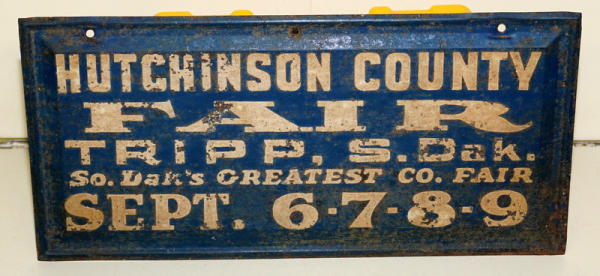 HUTCHINSON COUNTY
FAIR
TRIPP, S. Dak.
So. Dak's GREATEST CO. FAIR
SEPT. 6-7-8-9